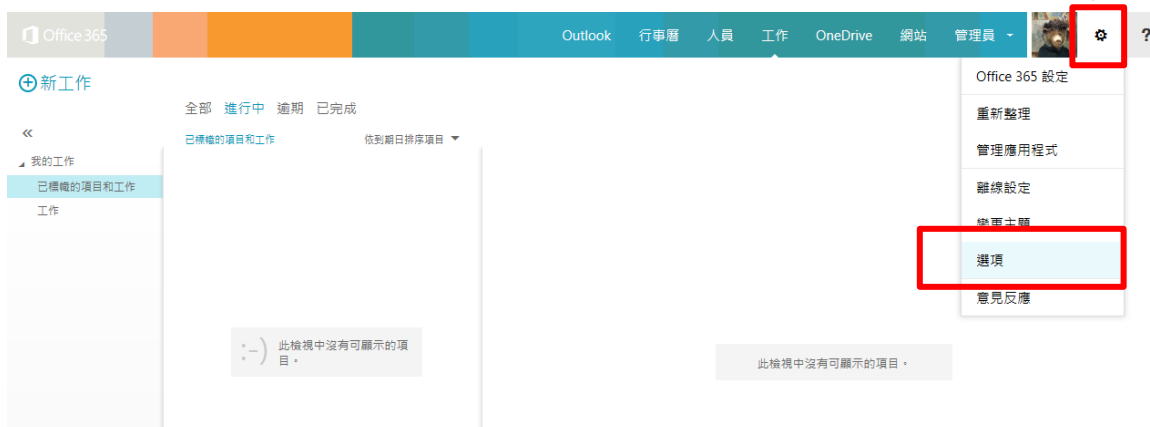 Office 365
Outlook 行事曆 人員 工作 OneDrive 網站 管理員 ?
新工作
全部 進行中 逾期 已完成
«
已標幟的項目和工作 依到期日排序項目
我的工作
已標幟的項目和工作
工作
:-) 此檢視中沒有可顯示的項
目。
此檢視中沒有可顯示的項目。
Office 365 設定
重新整理
管理應用程式
離線設定
變更主題
選項
意見反應